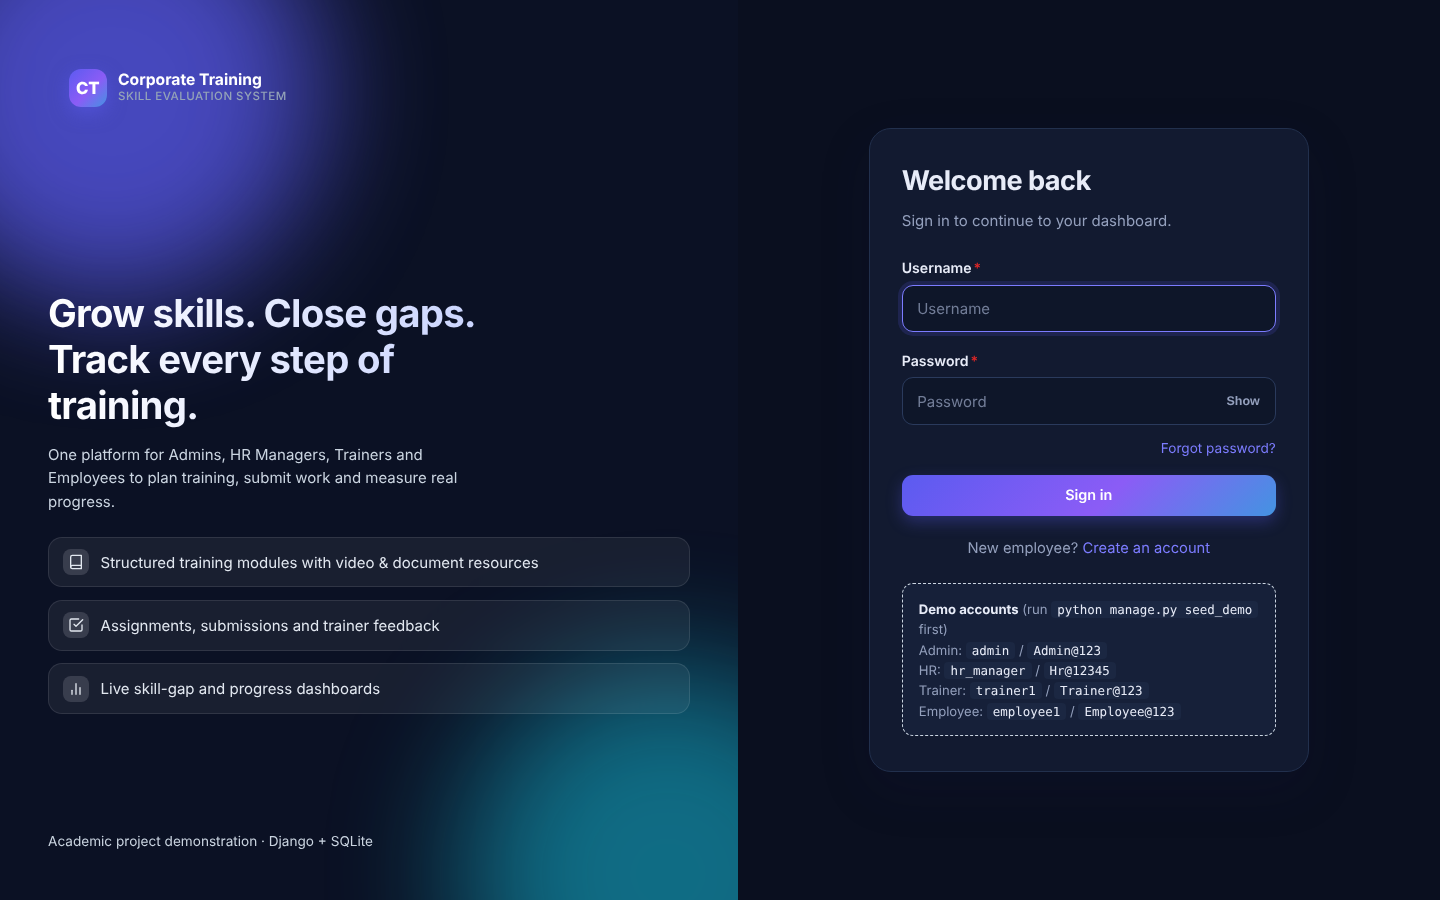 CT
Corporate Training
SKILL EVALUATION SYSTEM
Grow skills. Close gaps.
Track every step of
training.
One platform for Admins, HR Managers, Trainers and
Employees to plan training, submit work and measure real
progress.
Structured training modules with video & document resources
Assignments, submissions and trainer feedback
Live skill-gap and progress dashboards
Academic project demonstration · Django + SQLite
Welcome back
Sign in to continue to your dashboard.
Username *
Username
Password *
Password
Show
Forgot password?
Sign in
New employee? Create an account
Demo accounts (run python manage.py seed_demo
first)
Admin: admin / Admin@123
HR: hr_manager / Hr@12345
Trainer: trainer1 / Trainer@123
Employee: employee1 / Employee@123